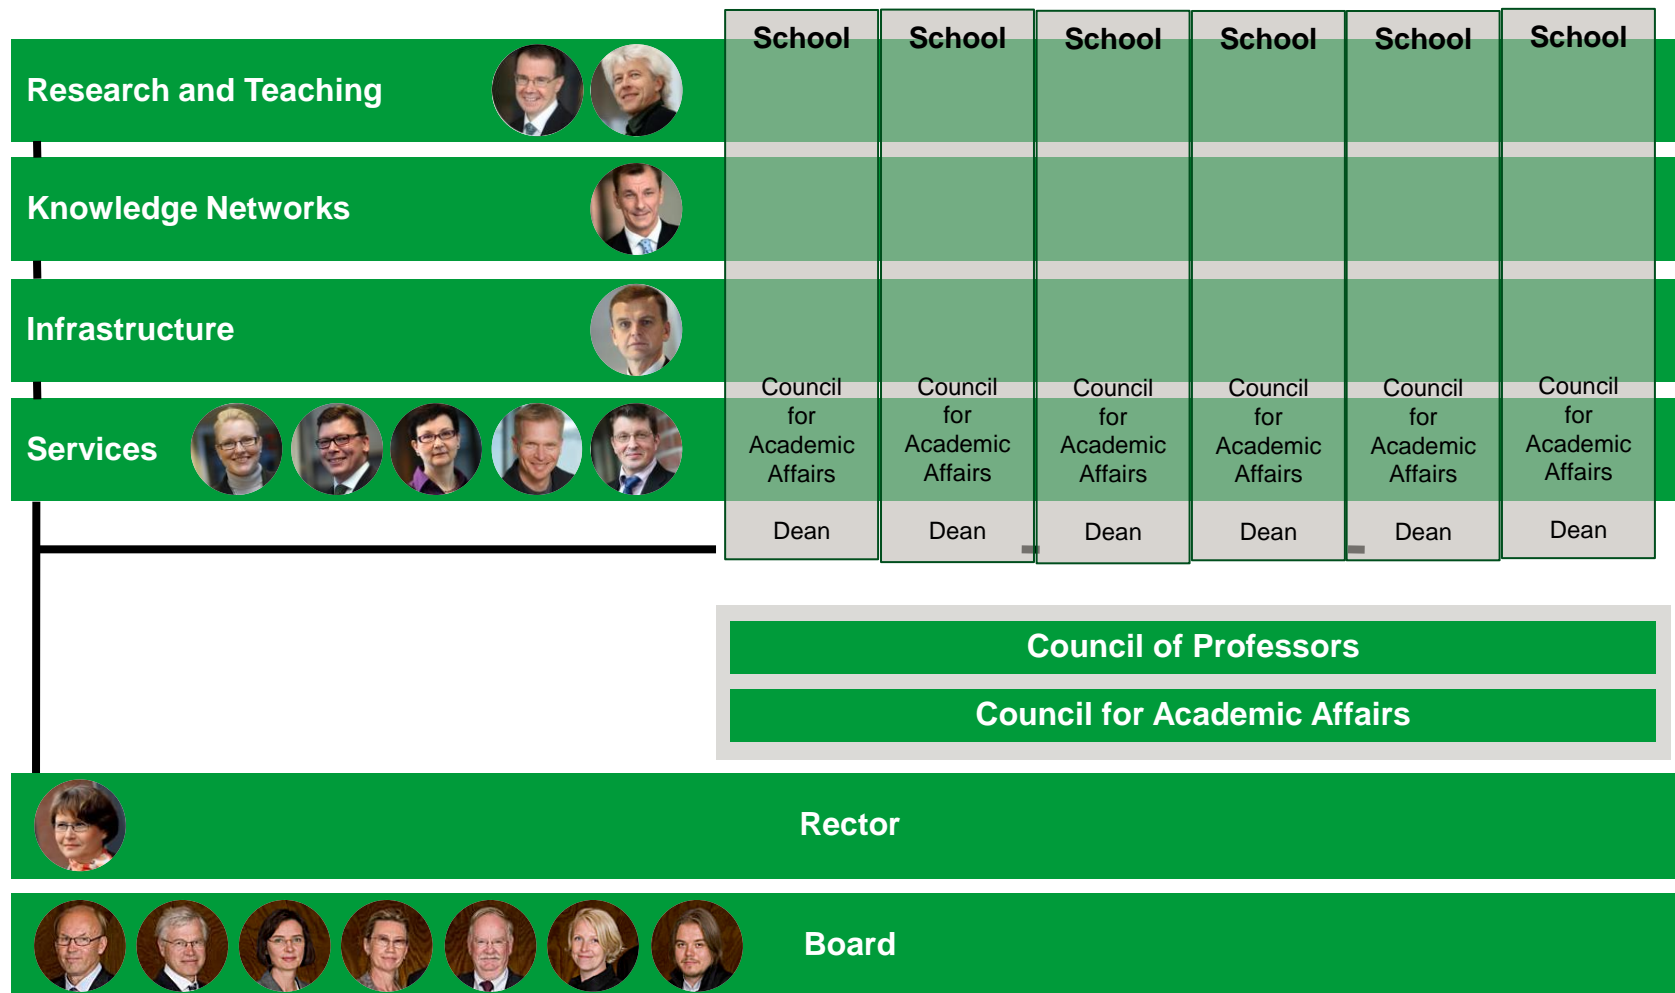 School School School School School School
Research and Teaching
Knowledge Networks
Infrastructure
Services
Council
for
Academic
Affairs
Dean
Council
for
Academic
Affairs
Dean
Council
for
Academic
Affairs
Dean
Council
for
Academic
Affairs
Dean
Council
for
Academic
Affairs
Dean
Council
for
Academic
Affairs
Dean
Council of Professors
Council for Academic Affairs
Rector
Board